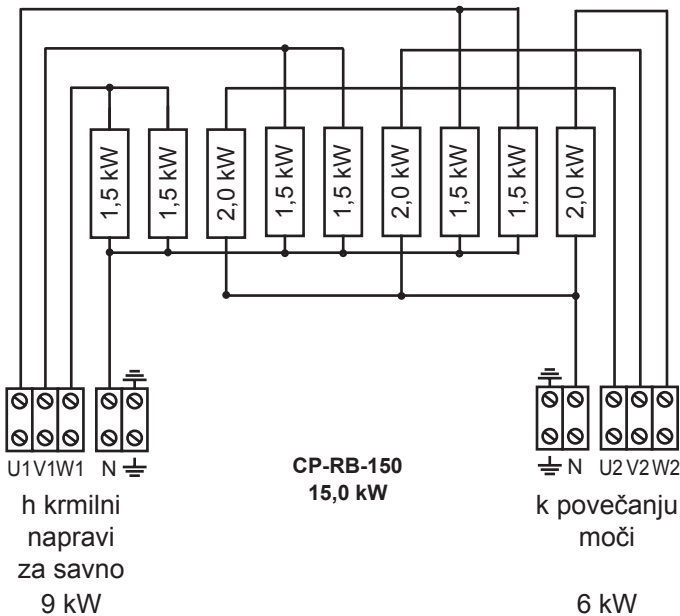 1,5 kW
1,5 kW
2,0 kW
1,5 kW
1,5 kW
2,0 kW
1,5 kW
1,5 kW
2,0 kW
U1 V1 W1 N
CP-RB-150
15,0 kW
N U2 V2 W2
h krmilni
napravi
za savno
9 kW
k povečanju
moči
6 kW